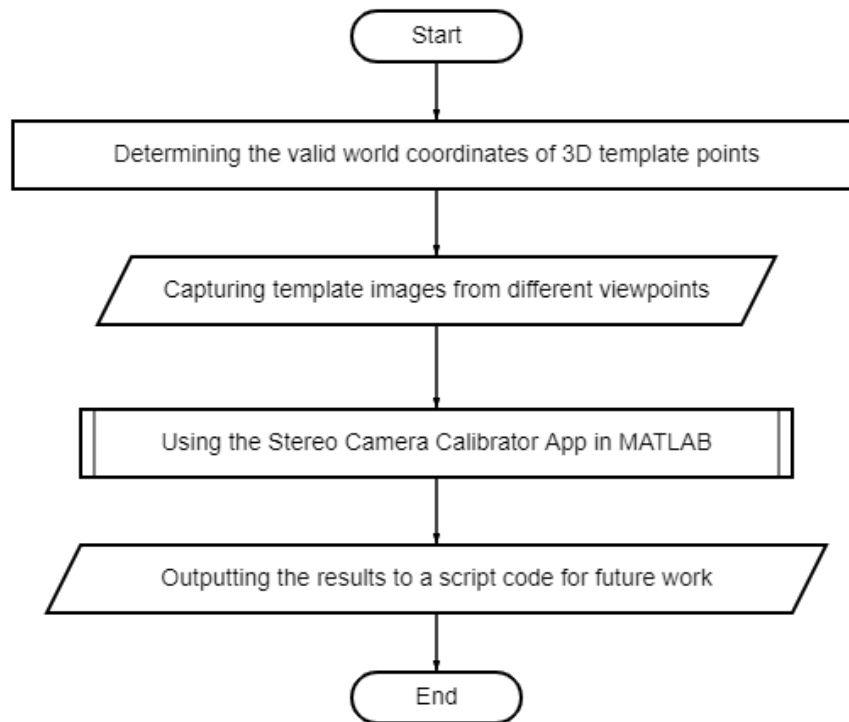 Start
Determining the valid world coordinates of 3D template points
Capturing template images from different viewpoints
Using the Stereo Camera Calibrator App in MATLAB
Outputting the results to a script code for future work
End